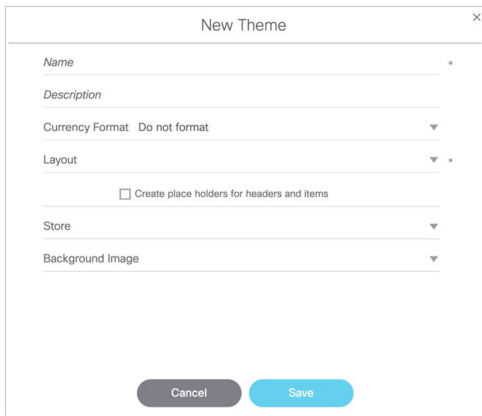 New Theme
Name
Description
Currency Format Do not format
Layout
Create place holders for headers and items
Store
Background Image
Cancel Save